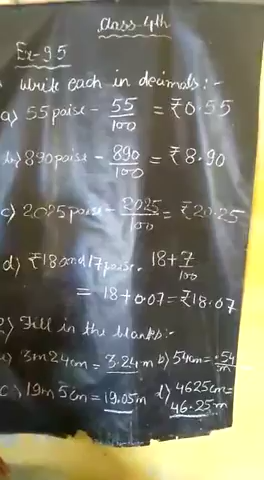 Class-4th
Ex-9.5
Write each in decimals:-
a) 55 paise - 55/100 = ₹0.55
b) 890 paise - 890/100 = ₹8.90
c) 2025 paise - 2025/100 = ₹20.25
d) ₹18 and 17 paise. 18 + 7/100
= 18 + 0.07 = ₹18.07
2) Fill in the blanks:-
a) 3m 24cm = 3.24 m b) 54cm = .54 m
c) 19m 5cm = 19.05m d) 4625cm =
46.25m